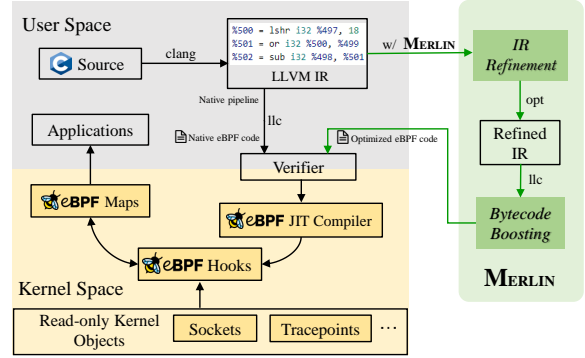 User Space
C Source
clang
%500 = lshr i32 %497, 18
%501 = or i32 %500, %499
%502 = sub i32 %498, %501
LLVM IR
w/ MERLIN
IR
Refinement
opt
Refined
IR
llc
Bytecode
Boosting
MERLIN
Native pipeline
llc
Native eBPF code
Optimized eBPF code
Applications
Verifier
eBPF Maps
eBPF JIT Compiler
eBPF Hooks
Kernel Space
Read-only Kernel
Objects
Sockets
Tracepoints
...